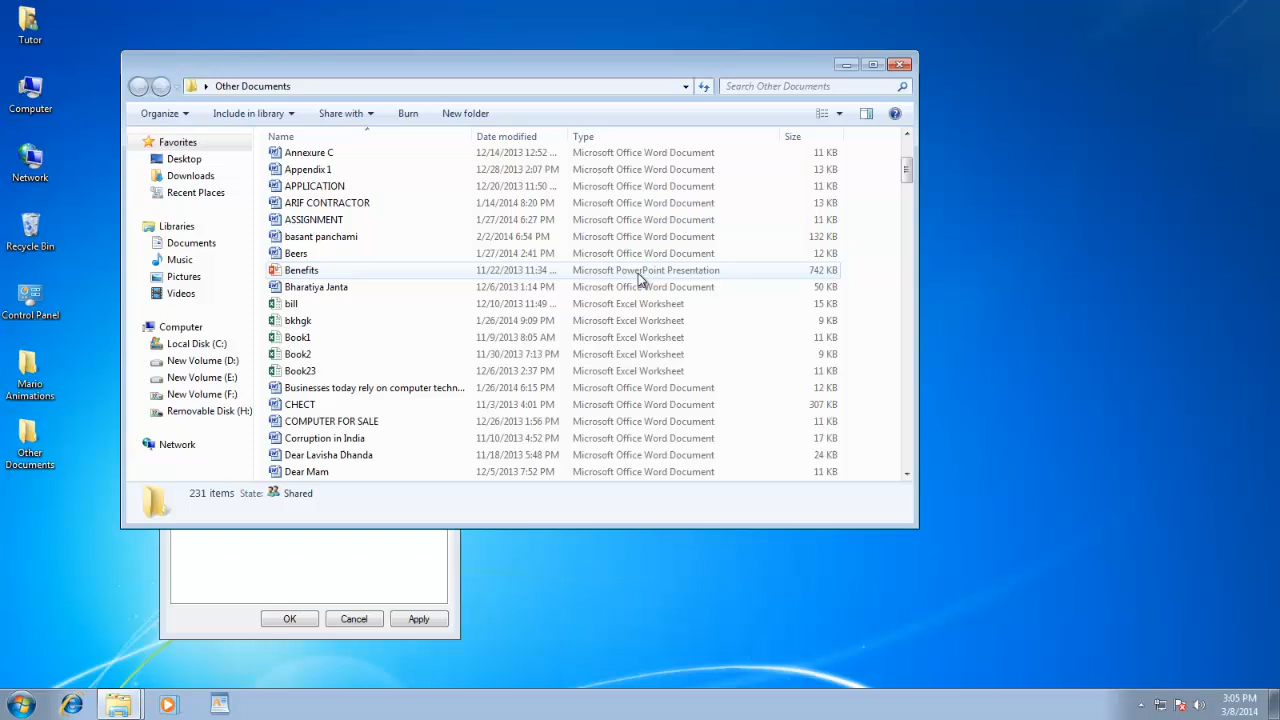 Tutor
Computer
Network
Recycle Bin
Control Panel
Mario
Animations
Other
Documents
Other Documents
Search Other Documents
Organize Include in library Share with Burn New folder
Favorites
Desktop
Downloads
Recent Places
Libraries
Documents
Music
Pictures
Videos
Computer
Local Disk (C:)
New Volume (D:)
New Volume (E:)
New Volume (F:)
Removable Disk (H:)
Network
Name Date modified Type Size
Annexure C 12/14/2013 12:52 ... Microsoft Office Word Document 11 KB
Appendix 1 12/28/2013 2:07 PM Microsoft Office Word Document 13 KB
APPLICATION 12/20/2013 11:50 ... Microsoft Office Word Document 11 KB
ARIF CONTRACTOR 1/14/2014 8:20 PM Microsoft Office Word Document 13 KB
ASSIGNMENT 1/27/2014 6:27 PM Microsoft Office Word Document 11 KB
basant panchami 2/2/2014 6:54 PM Microsoft Office Word Document 132 KB
Beers 1/27/2014 2:41 PM Microsoft Office Word Document 12 KB
Benefits 11/22/2013 11:34 ... Microsoft PowerPoint Presentation 742 KB
Bharatiya Janta 12/6/2013 1:14 PM Microsoft Office Word Document 50 KB
bill 12/10/2013 11:49 ... Microsoft Excel Worksheet 15 KB
bkhgk 1/26/2014 9:09 PM Microsoft Excel Worksheet 9 KB
Book1 11/9/2013 8:05 AM Microsoft Excel Worksheet 11 KB
Book2 11/30/2013 7:13 PM Microsoft Excel Worksheet 9 KB
Book23 12/6/2013 2:37 PM Microsoft Excel Worksheet 11 KB
Businesses today rely on computer techn... 1/26/2014 6:15 PM Microsoft Office Word Document 12 KB
CHECT 11/3/2013 4:01 PM Microsoft Office Word Document 307 KB
COMPUTER FOR SALE 12/26/2013 1:56 PM Microsoft Office Word Document 11 KB
Corruption in India 11/10/2013 4:52 PM Microsoft Office Word Document 17 KB
Dear Lavisha Dhanda 11/18/2013 5:48 PM Microsoft Office Word Document 24 KB
Dear Mam 12/5/2013 7:52 PM Microsoft Office Word Document 11 KB
231 items State: Shared
OK Cancel Apply
3:05 PM
3/8/2014